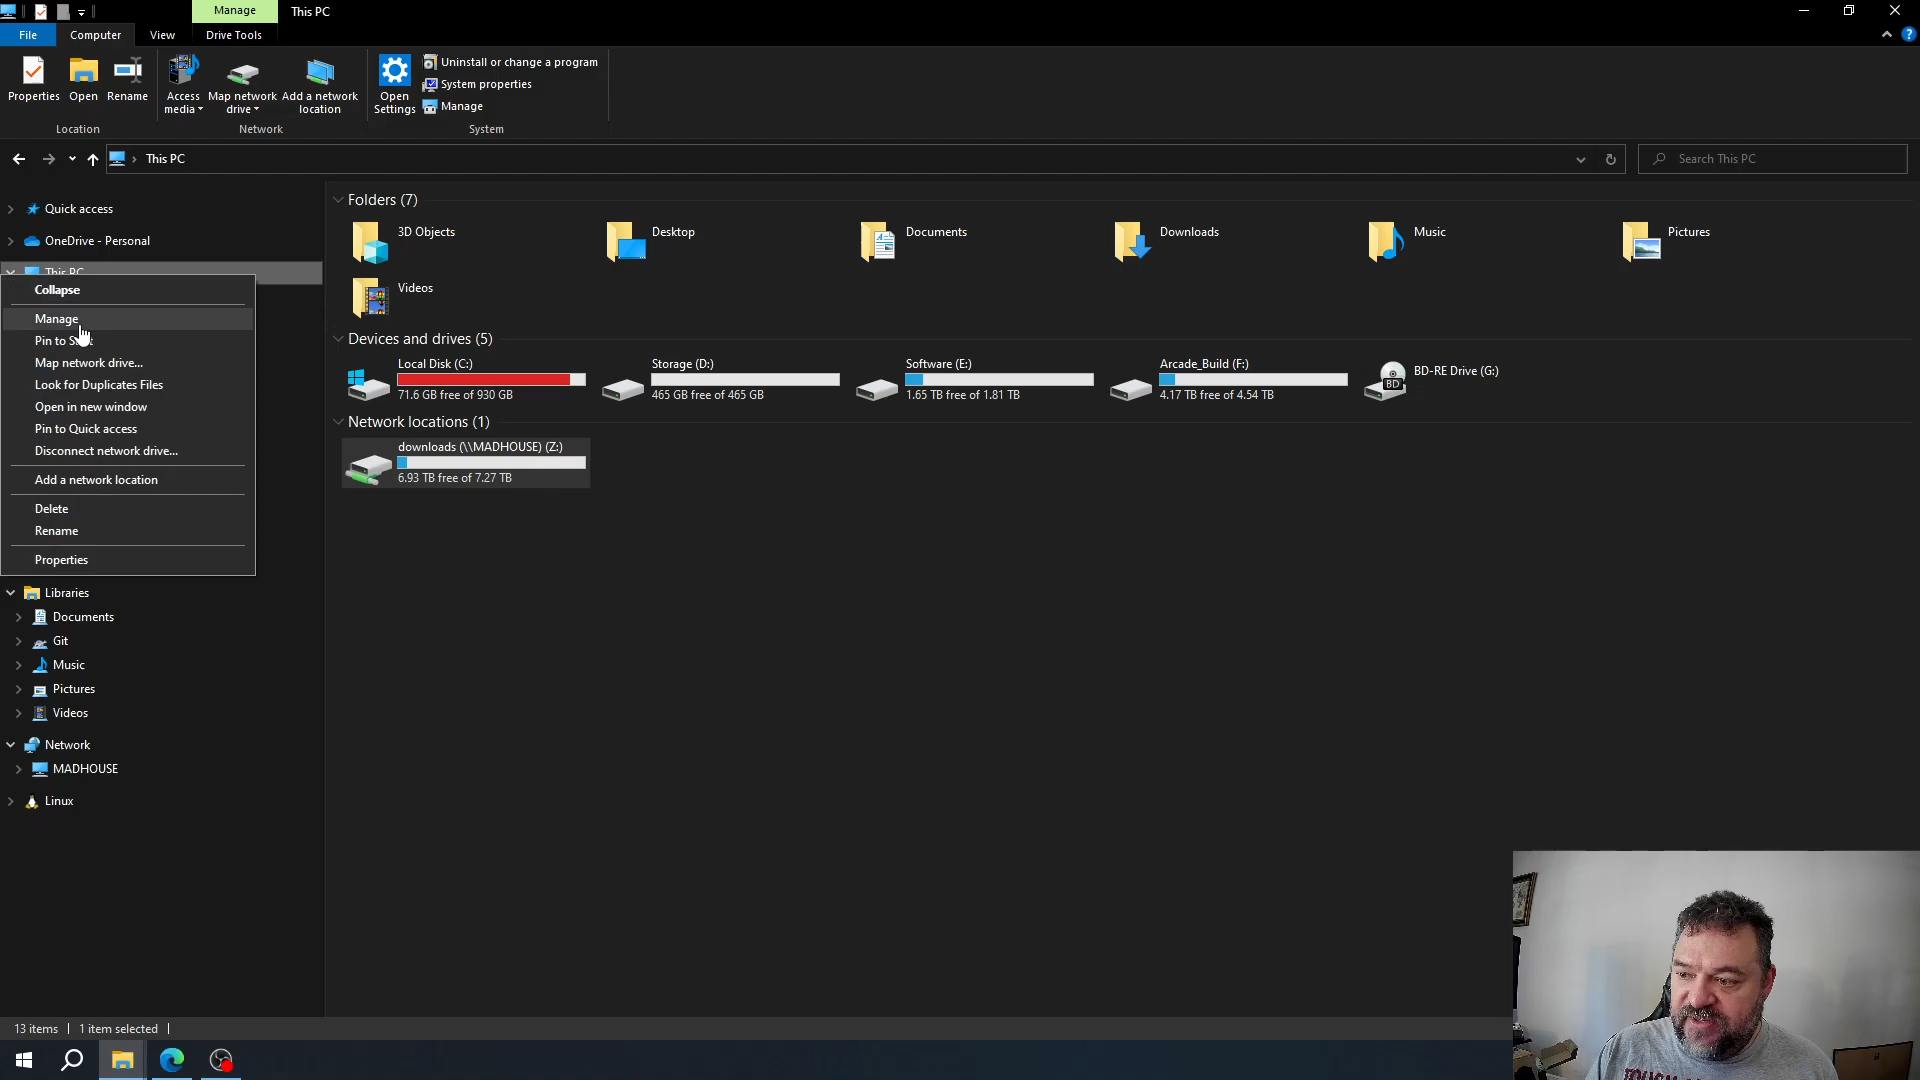 Manage
This PC
File
Computer
View
Drive Tools
Properties
Open
Rename
Access media
Map network drive
Add a network location
Open Settings
Uninstall or change a program
System properties
Manage
Location
Network
System
This PC
Search This PC
Quick access
OneDrive - Personal
This PC
Collapse
Manage
Pin to
Map network drive...
Look for Duplicates Files
Open in new window
Pin to Quick access
Disconnect network drive...
Add a network location
Delete
Rename
Properties
Libraries
Documents
Git
Music
Pictures
Videos
Network
MADHOUSE
Linux
Folders (7)
3D Objects
Desktop
Documents
Downloads
Music
Pictures
Videos
Devices and drives (5)
Local Disk (C:)
71.6 GB free of 930 GB
Storage (D:)
465 GB free of 465 GB
Software (E:)
1.65 TB free of 1.81 TB
Arcade_Build (F:)
4.17 TB free of 4.54 TB
BD
BD-RE Drive (G:)
Network locations (1)
downloads (\\MADHOUSE) (Z:)
6.93 TB free of 7.27 TB
13 items
1 item selected